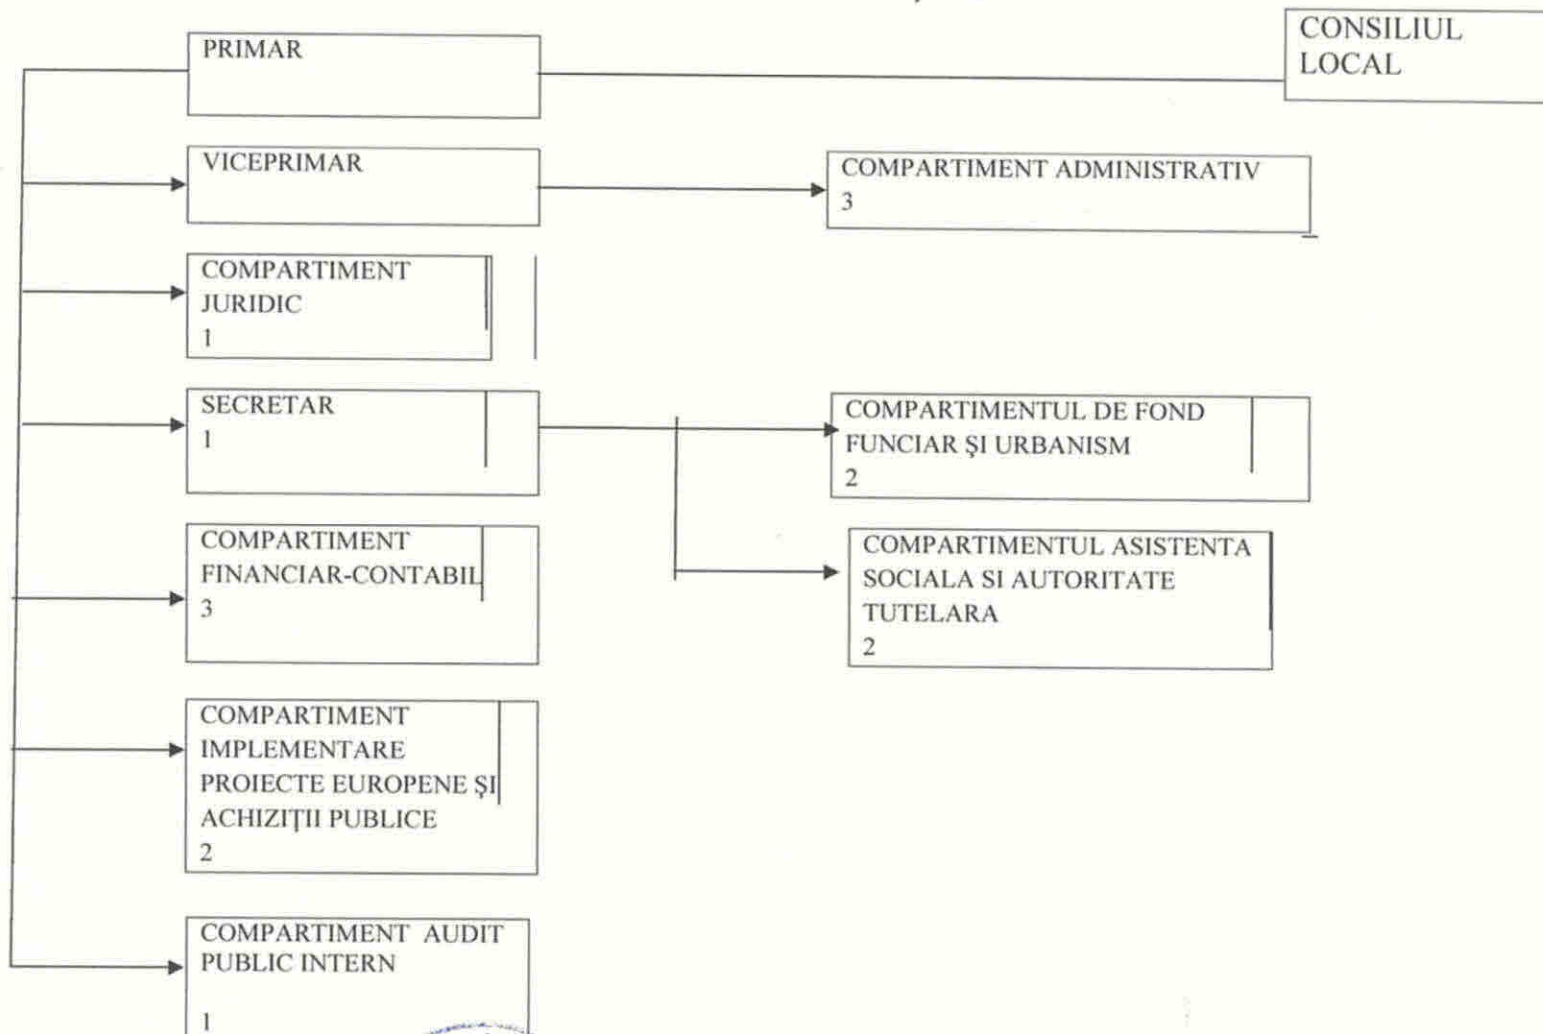 PRIMAR
CONSILIUL
LOCAL
VICEPRIMAR
COMPARTIMENT ADMINISTRATIV
3
COMPARTIMENT
JURIDIC
1
SECRETAR
1
COMPARTIMENTUL DE FOND
FUNCIAR ŞI URBANISM
2
COMPARTIMENT
FINANCIAR-CONTABIL
3
COMPARTIMENTUL ASISTENTA
SOCIALA SI AUTORITATE
TUTELARA
2
COMPARTIMENT
IMPLEMENTARE
PROIECTE EUROPENE ŞI
ACHIZIŢII PUBLICE
2
COMPARTIMENT AUDIT
PUBLIC INTERN
1